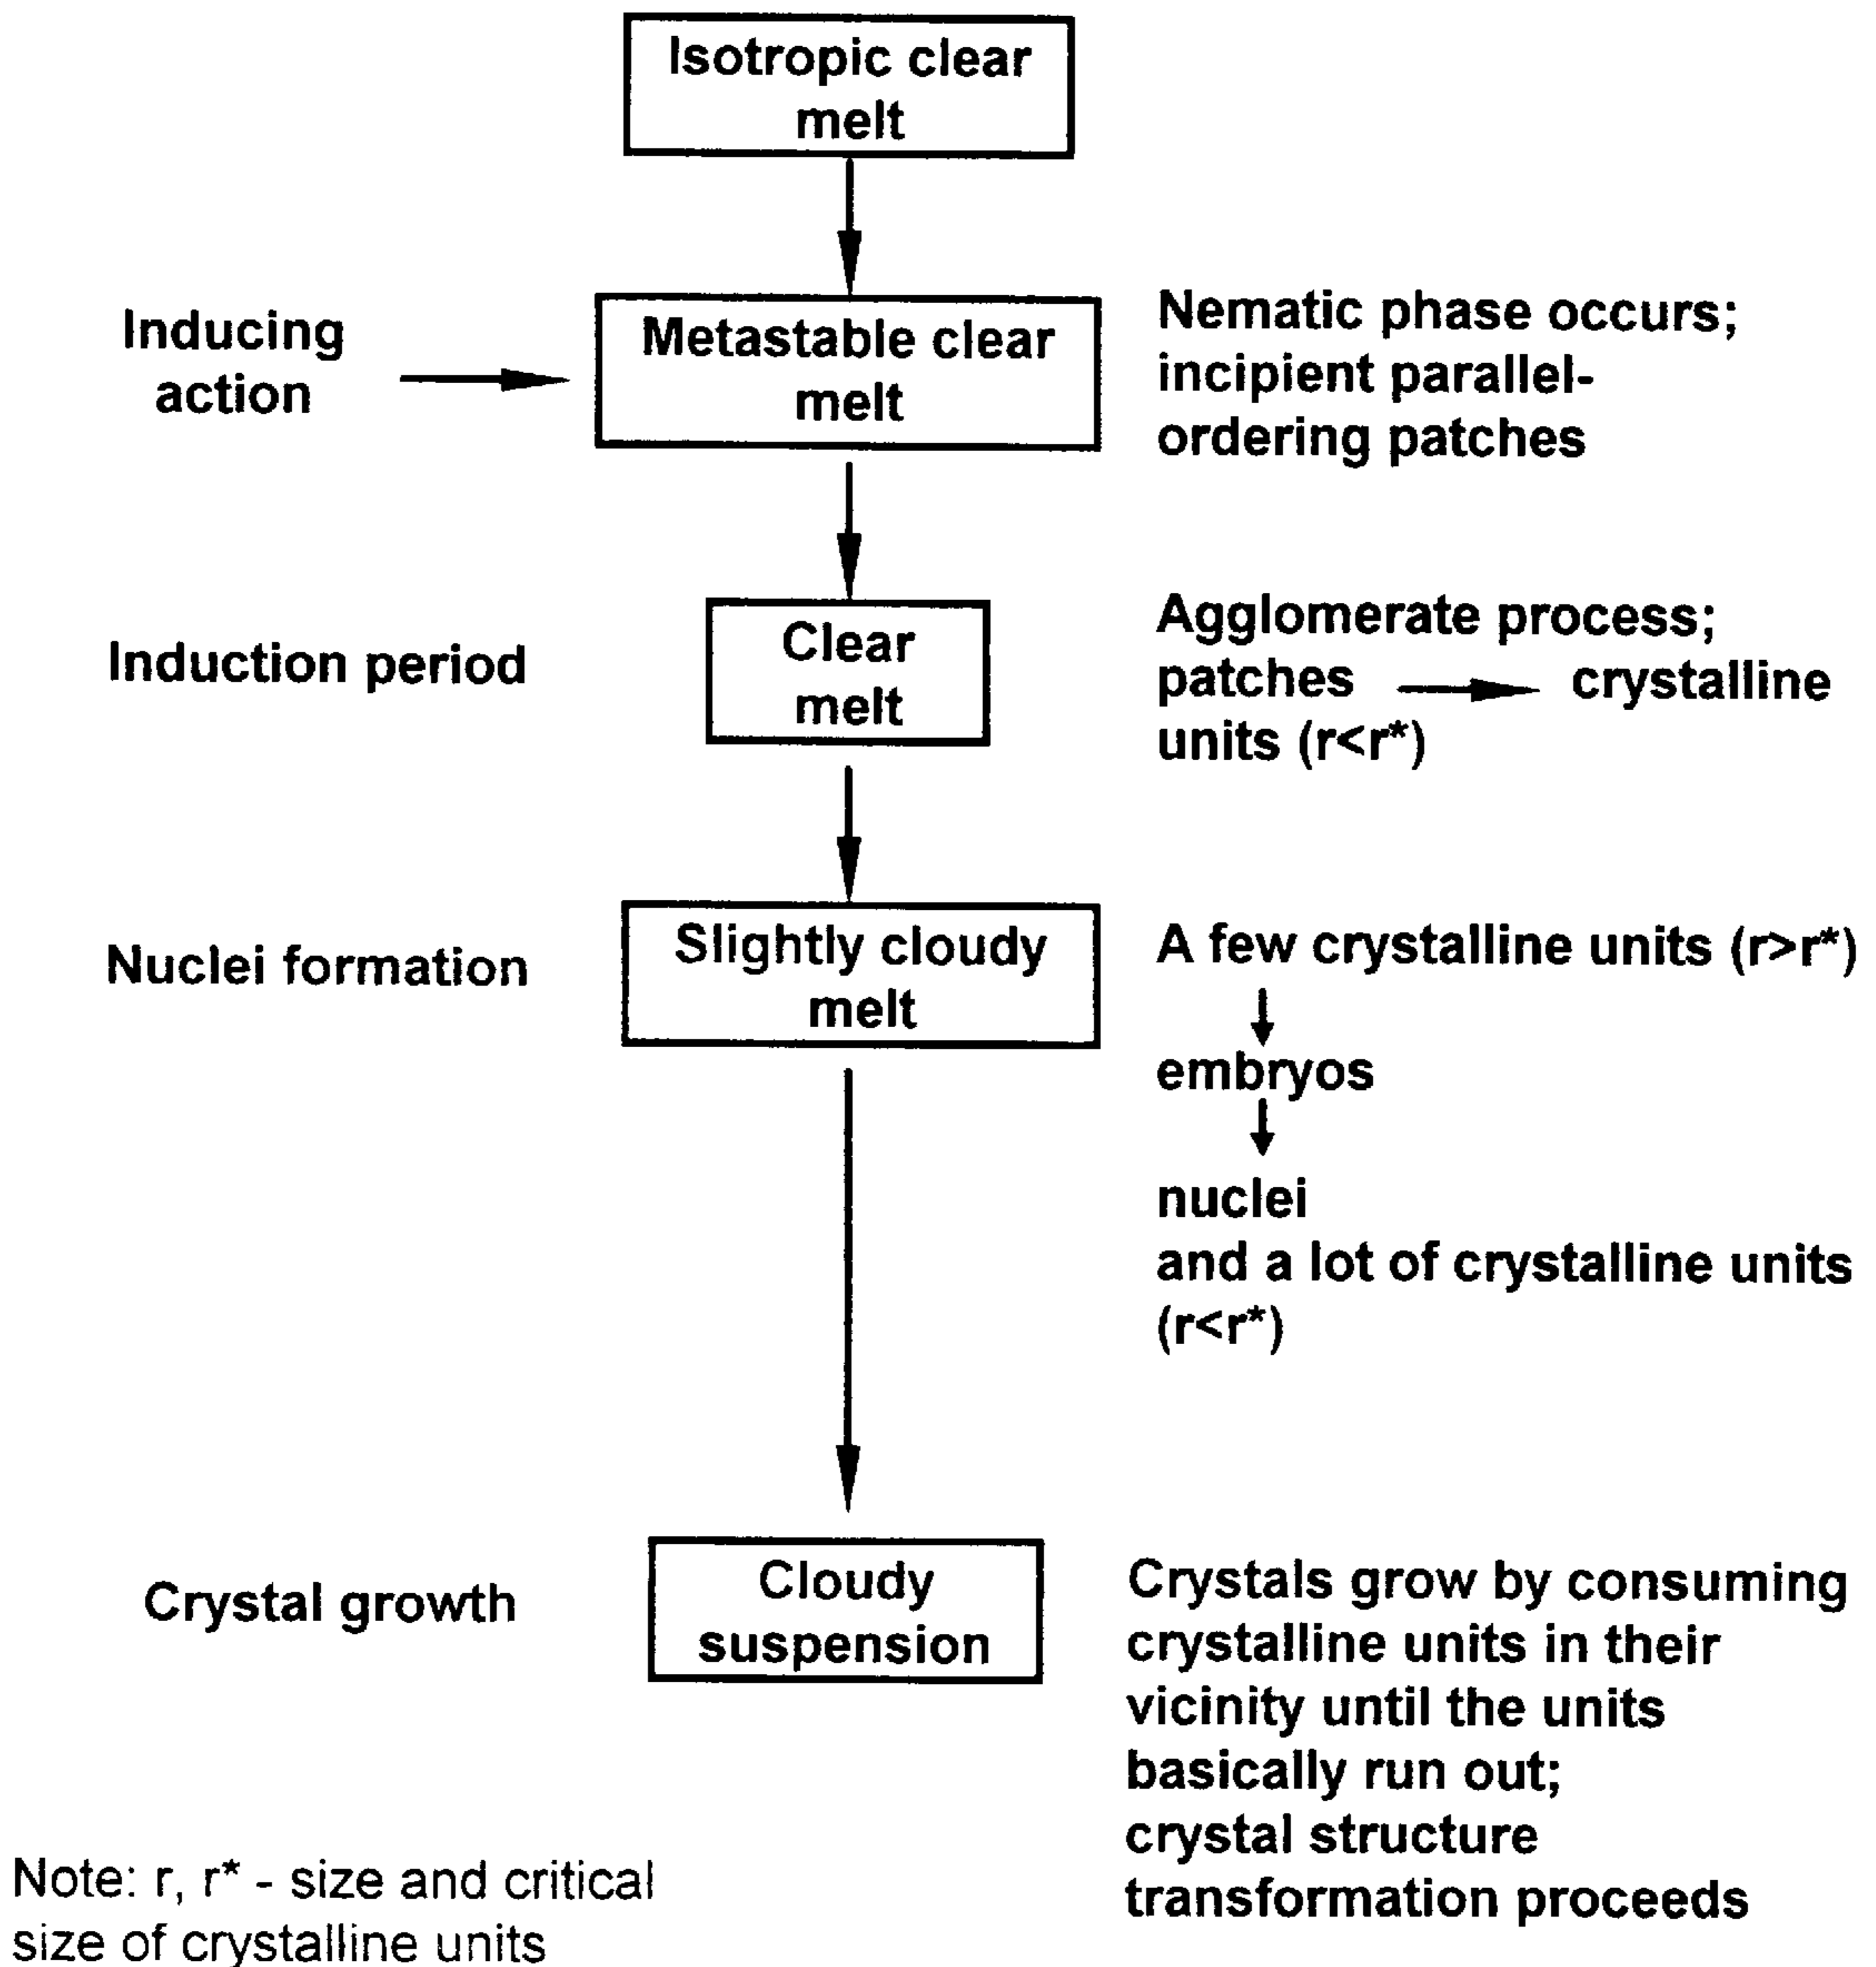 Isotropic clear
melt
Inducing
action
Metastable clear
melt
Nematic phase occurs;
incipient parallel-
ordering patches
Induction period
Clear
melt
Agglomerate process;
patches → crystalline
units (r<r*)
Nuclei formation
Slightly cloudy
melt
A few crystalline units (r>r*)
embryos
nuclei
and a lot of crystalline units
(r<r*)
Crystal growth
Cloudy
suspension
Crystals grow by consuming
crystalline units in their
vicinity until the units
basically run out;
crystal structure
transformation proceeds
Note: r, r* - size and critical
size of crystalline units